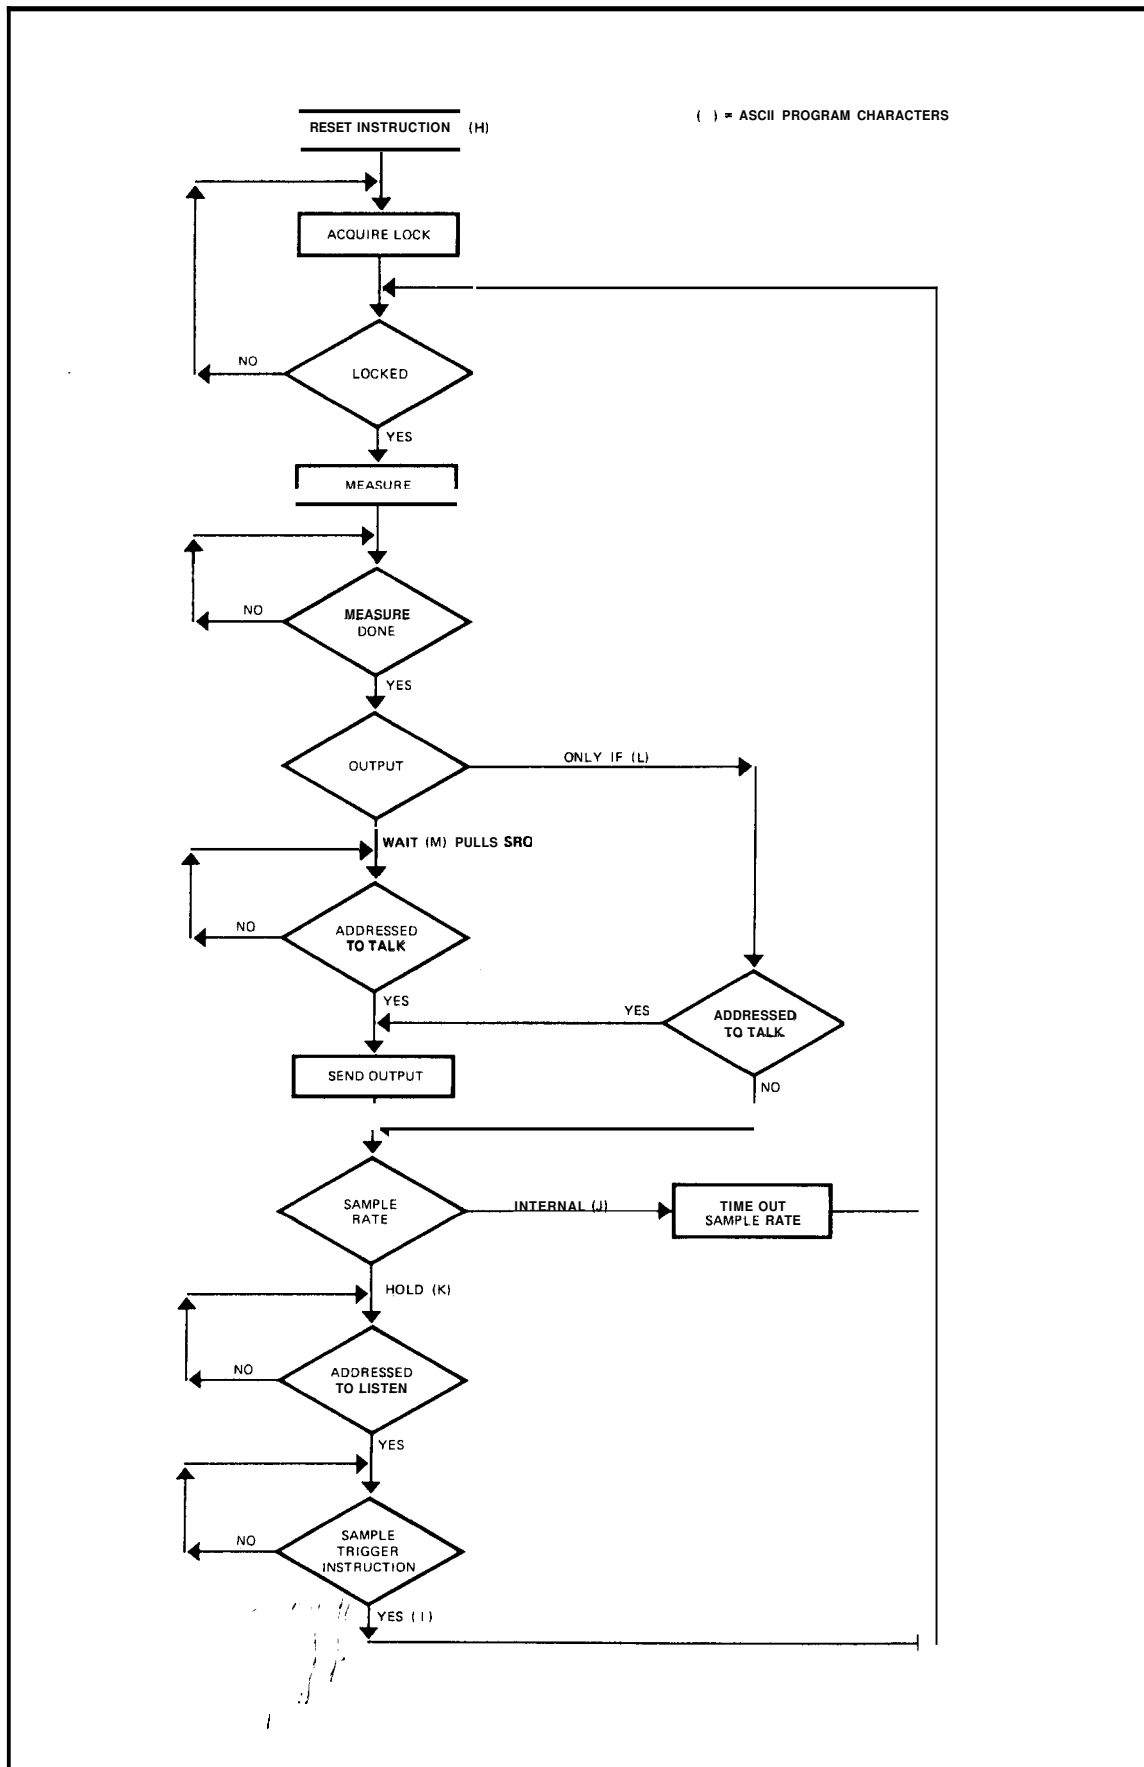 RESET INSTRUCTION (H)
( ) = ASCII PROGRAM CHARACTERS
ACQUIRE LOCK
LOCKED
NO
YES
MEASURE
MEASURE
DONE
NO
YES
OUTPUT
ONLY IF (L)
WAIT (M) PULLS SRQ
ADDRESSED
TO TALK
NO
YES
YES
ADDRESSED
TO TALK
NO
SEND OUTPUT
SAMPLE
RATE
INTERNAL (J)
TIME OUT
SAMPLE RATE
HOLD (K)
ADDRESSED
TO LISTEN
NO
YES
SAMPLE
TRIGGER
INSTRUCTION
NO
YES (I)